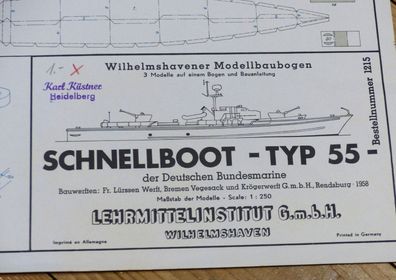 Wilhelmshavener Modellbaubogen
3 Modelle auf einem Bogen und Bauanleitung
1.- x
Karl Küstner
Heidelberg
Bestellnummer 1215
SCHNELLBOOT - TYP 55 -
der Deutschen Bundesmarine
Bauwerften: Fr. Lürssen Werft, Bremen Vegesack und Krögerwerft G.m.b.H., Rendsburg · 1958
Maßstab der Modelle - Scale: 1 : 250
LEHRMITTELINSTITUT G.m.b.H.
WILHELMSHAVEN
Imprimé en Allemagne
Printed in Germany